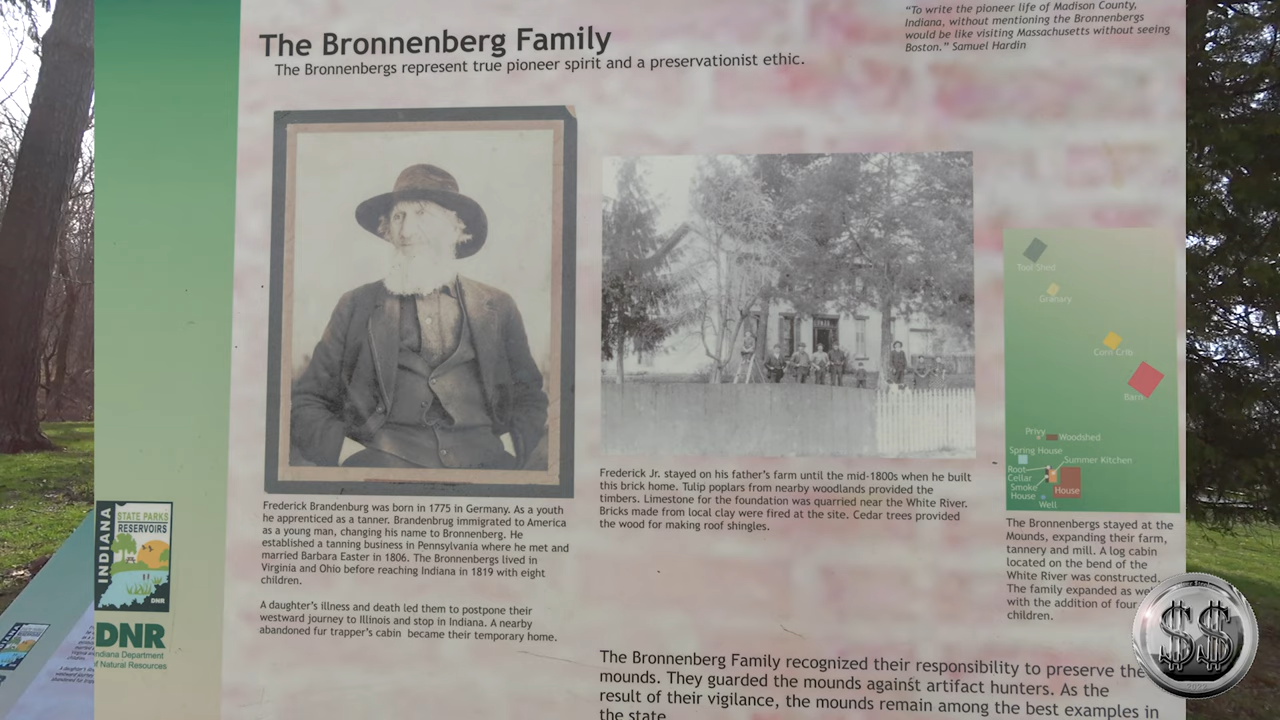 "To write the pioneer life of Madison County,
Indiana, without mentioning the Bronnenbergs
would be like visiting Massachusetts without seeing
Boston." Samuel Hardin
The Bronnenberg Family
The Bronnenbergs represent true pioneer spirit and a preservationist ethic.
Tool Shed
Granary
Corn Crib
Barn
Privy
Woodshed
Spring House
Summer Kitchen
Root
Cellar
Smoke
House
House
Well
Frederick Brandenburg was born in 1775 in Germany. As a youth
he apprenticed as a tanner. Brandenbrug immigrated to America
as a young man, changing his name to Bronnenberg. He
established a tanning business in Pennsylvania where he met and
married Barbara Easter in 1806. The Bronnenbergs lived in
Virginia and Ohio before reaching Indiana in 1819 with eight
children.
A daughter's illness and death led them to postpone their
westward journey to Illinois and stop in Indiana. A nearby
abandoned fur trapper's cabin became their temporary home.
Frederick Jr. stayed on his father's farm until the mid-1800s when he built
this brick home. Tulip poplars from nearby woodlands provided the
timbers. Limestone for the foundation was quarried near the White River.
Bricks made from local clay were fired at the site. Cedar trees provided
the wood for making roof shingles.
The Bronnenbergs stayed at the
Mounds, expanding their farm,
tannery and mill. A log cabin
located on the bend of the
White River was constructed.
The family expanded as
with the addition of four
children.
The Bronnenberg Family recognized their responsibility to preserve the
mounds. They guarded the mounds against artifact hunters. As the
result of their vigilance, the mounds remain among the best examples in
the state.
INDIANA
STATE PARKS
RESERVOIRS
DNR
DNR
Indiana Department
of Natural Resources
$$